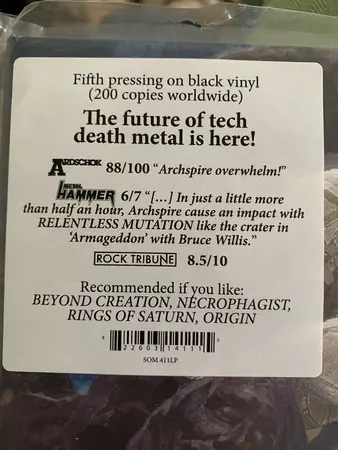 Fifth pressing on black vinyl
(200 copies worldwide)
The future of tech
death metal is here!
AARDSCHOK 88/100 "Archspire overwhelm!"
METAL HAMMER 6/7 "[...] In just a little more
than half an hour, Archspire cause an impact with
RELENTLESS MUTATION like the crater in
'Armageddon' with Bruce Willis."
ROCK TRIBUNE 8.5/10
Recommended if you like:
BEYOND CREATION, NECROPHAGIST,
RINGS OF SATURN, ORIGIN
22603 14111
SOM 411LP